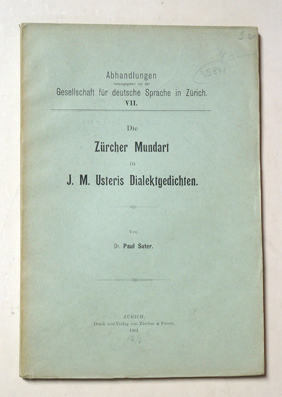 Abhandlungen
herausgegeben von der
Gesellschaft für deutsche Sprache in Zürich.
VII.
Die
Zürcher Mundart
in
J. M. Usteris Dialektgedichten.
Von
Dr. Paul Suter.
ZÜRICH.
Druck und Verlag von Zürcher & Furrer.
1901.